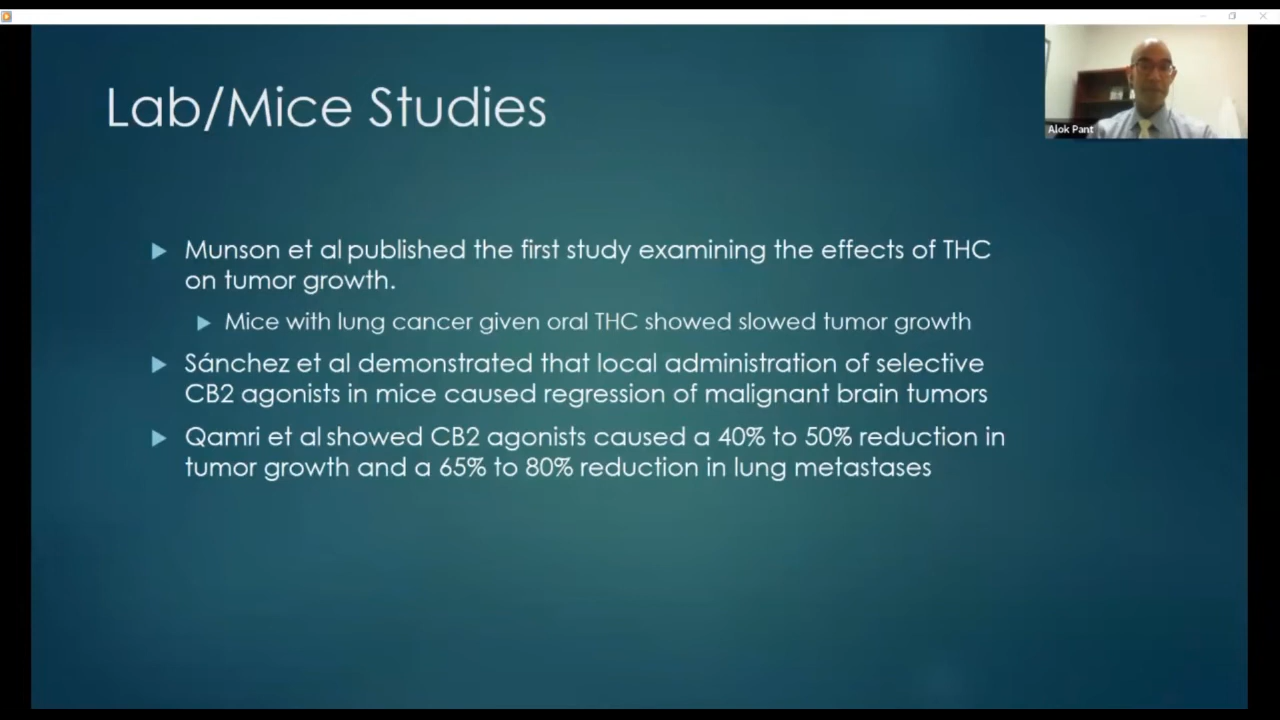 Lab/Mice Studies
Alok Pant
Munson et al published the first study examining the effects of THC
on tumor growth.
Mice with lung cancer given oral THC showed slowed tumor growth
Sánchez et al demonstrated that local administration of selective
CB2 agonists in mice caused regression of malignant brain tumors
Qamri et al showed CB2 agonists caused a 40% to 50% reduction in
tumor growth and a 65% to 80% reduction in lung metastases